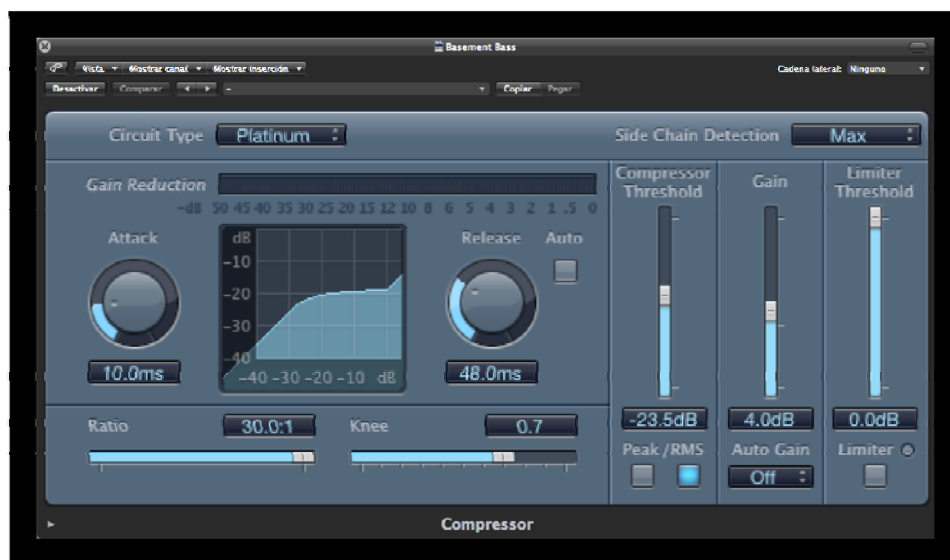 Basement Bass
Vista Mostrar canal Mostrar inserción Cadena lateral: Ninguno
Desactivar Comparar - Copiar Pegar
Circuit Type Platinum Side Chain Detection Max
Gain Reduction
-dB 50 45 40 35 30 25 20 15 12 10 8 6 5 4 3 2 1 .5 0
Compressor Threshold Gain Limiter Threshold
Attack Release Auto
dB
-10
-20
-30
-40
-40 -30 -20 -10 dB
10.0ms 48.0ms
-23.5dB 4.0dB 0.0dB
Ratio 30.0:1 Knee 0.7
Peak /RMS Auto Gain Limiter
Off
Compressor